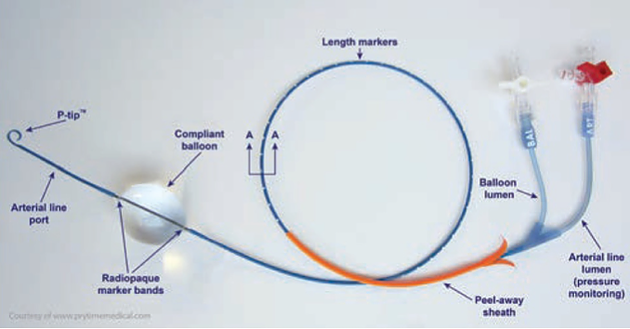 Length markers
P-tip™
Compliant
balloon
A A
BAL
ART
Arterial line
port
Balloon
lumen
Radiopaque
marker bands
Arterial line
lumen
(pressure
monitoring)
Peel-away
sheath
Courtesy of www.prytimemedical.com